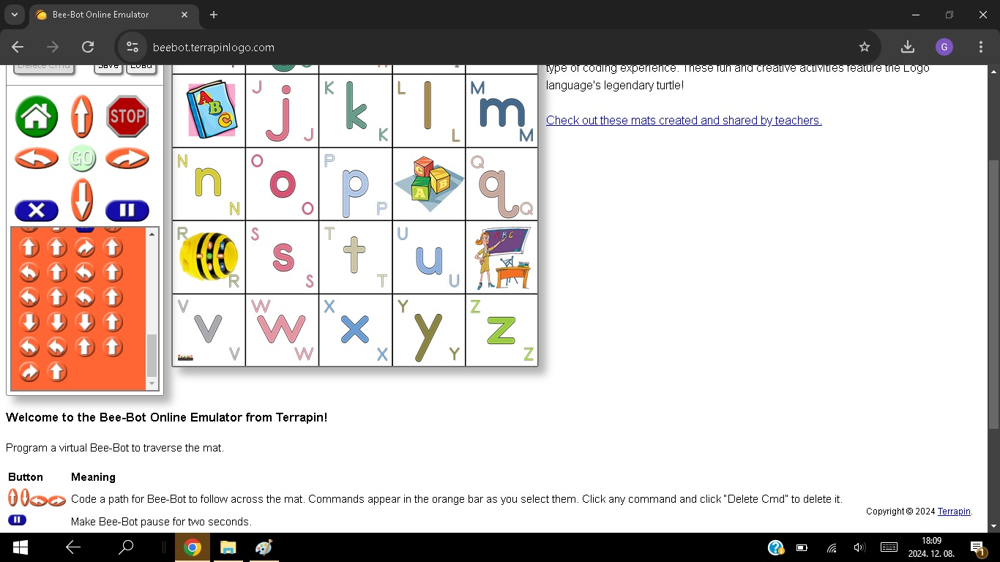 Bee-Bot Online Emulator
beebot.terrapinlogo.com
G
Delete Cmd Save Load
type of coding experience. These fun and creative activities feature the Logo
language's legendary turtle!
Check out these mats created and shared by teachers.
STOP
GO
A B C
J j J
K k K
L l L
M m M
N n N
O o O
P p P
C B A
Q q Q
R R
S s S
T t T
U u U
A B C
V v V
W w W
X x X
Y y Y
Z z Z
Welcome to the Bee-Bot Online Emulator from Terrapin!
Program a virtual Bee-Bot to traverse the mat.
Button Meaning
Code a path for Bee-Bot to follow across the mat. Commands appear in the orange bar as you select them. Click any command and click "Delete Cmd" to delete it.
Make Bee-Bot pause for two seconds.
Copyright © 2024 Terrapin.
18:09
2024. 12. 08.
1